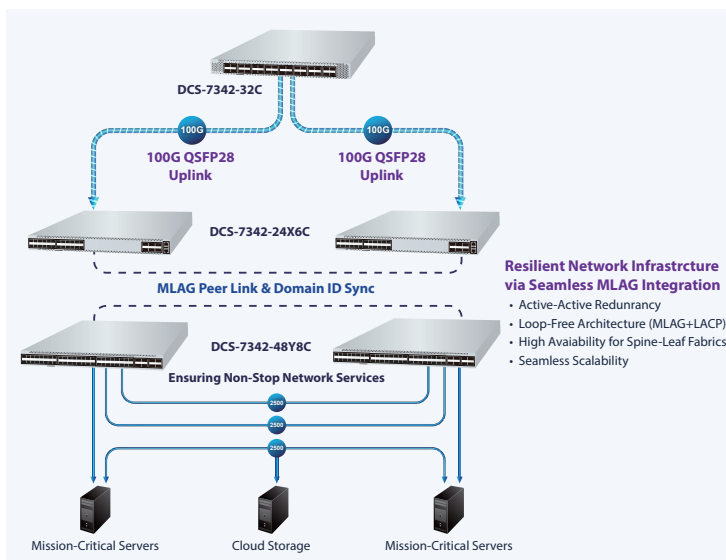 DCS-7342-32C
100G
100G
100G QSFP28
Uplink
100G QSFP28
Uplink
DCS-7342-24X6C
MLAG Peer Link & Domain ID Sync
Resilient Network Infrastrcture
via Seamless MLAG Integration
• Active-Active Redunrancy
• Loop-Free Architecture (MLAG+LACP)
• High Avaiability for Spine-Leaf Fabrics
• Seamless Scalability
DCS-7342-48Y8C
Ensuring Non-Stop Network Services
2500
2500
2500
Mission-Critical Servers
Cloud Storage
Mission-Critical Servers